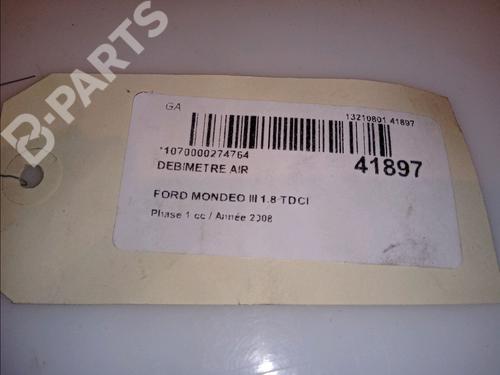 B-PARTS
GA
13210801 41897
*1070000274764
41897
DEBIMETRE AIR
FORD MONDEO III 1.8 TDCI
Phase 1 cc / Année 2008